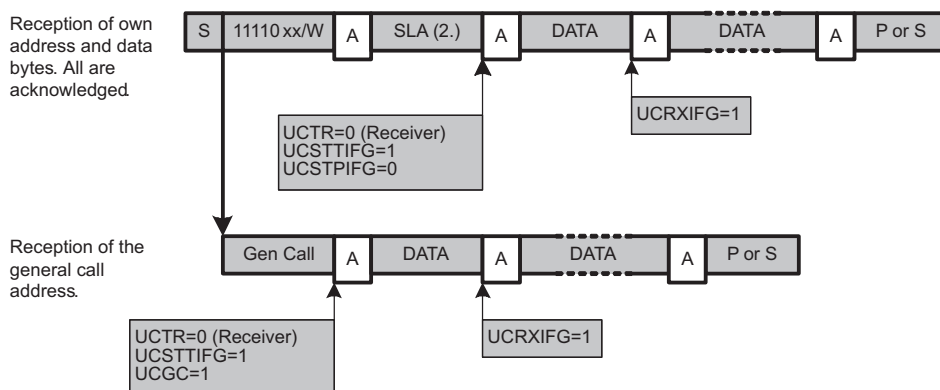 Reception of own
address and data
bytes. All are
acknowledged.
S 11110 xx/W A SLA (2.) A DATA A DATA A P or S
UCTR=0 (Receiver)
UCSTTIFG=1
UCSTPIFG=0
UCRXIFG=1
Reception of the
general call
address.
Gen Call A DATA A DATA A P or S
UCTR=0 (Receiver)
UCSTTIFG=1
UCGC=1
UCRXIFG=1